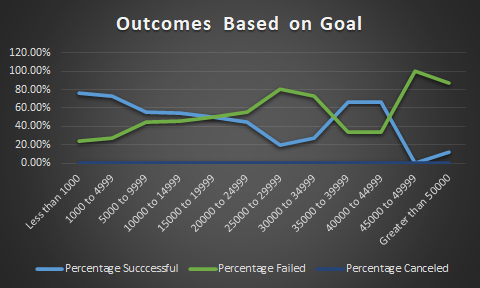 Outcomes Based on Goal
120.00%
100.00%
80.00%
60.00%
40.00%
20.00%
0.00%
Less than 1000
1000 to 4999
5000 to 9999
10000 to 14999
15000 to 19999
20000 to 24999
25000 to 29999
30000 to 34999
35000 to 39999
40000 to 44999
45000 to 49999
Greater than 50000
Percentage Succcessful
Percentage Failed
Percentage Canceled